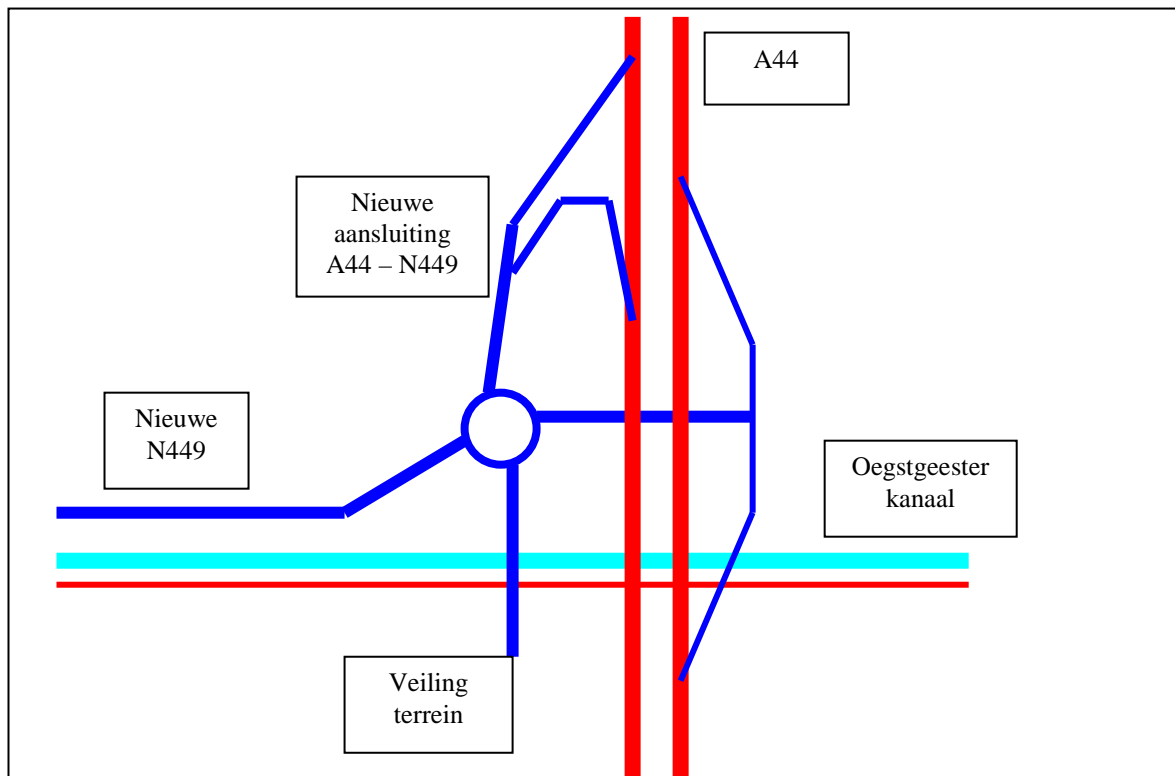 A44
Nieuwe
aansluiting
A44 – N449
Nieuwe
N449
Oegstgeester
kanaal
Veiling
terrein